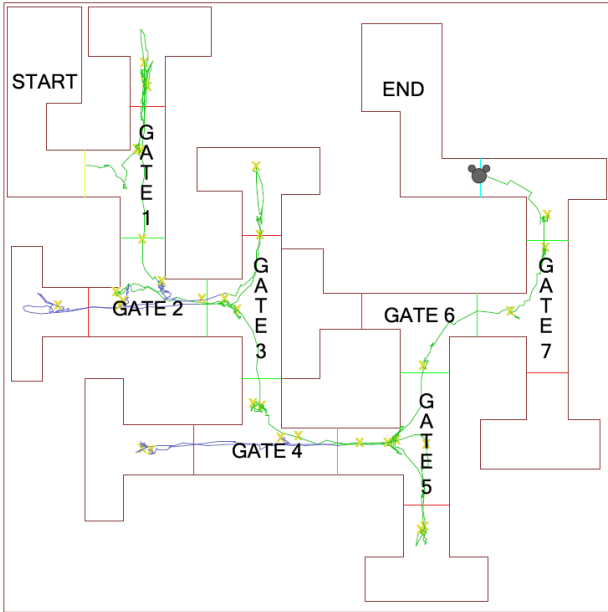 START
GATE 1
END
GATE 2
GATE 3
GATE 6
GATE 7
GATE 4
GATE 5